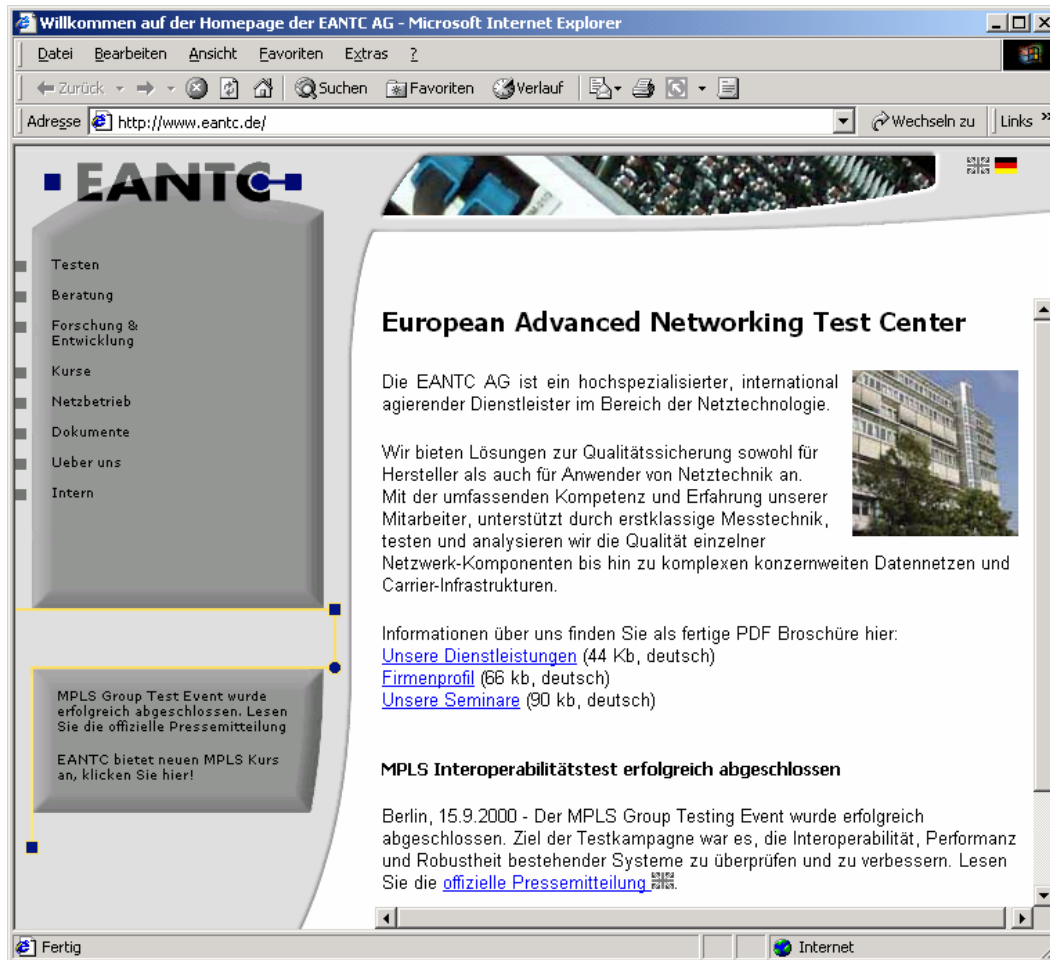 Willkommen auf der Homepage der EANTC AG - Microsoft Internet Explorer
Datei Bearbeiten Ansicht Favoriten Extras ?
Zurück Suchen Favoriten Verlauf
Adresse http://www.eantc.de/ Wechseln zu Links »
EANTC
Testen
Beratung
Forschung &
Entwicklung
Kurse
Netzbetrieb
Dokumente
Ueber uns
Intern
MPLS Group Test Event wurde
erfolgreich abgeschlossen. Lesen
Sie die offizielle Pressemitteilung
EANTC bietet neuen MPLS Kurs
an, klicken Sie hier!
European Advanced Networking Test Center
Die EANTC AG ist ein hochspezialisierter, international
agierender Dienstleister im Bereich der Netztechnologie.
Wir bieten Lösungen zur Qualitätssicherung sowohl für
Hersteller als auch für Anwender von Netztechnik an.
Mit der umfassenden Kompetenz und Erfahrung unserer
Mitarbeiter, unterstützt durch erstklassige Messtechnik,
testen und analysieren wir die Qualität einzelner
Netzwerk-Komponenten bis hin zu komplexen konzernweiten Datennetzen und
Carrier-Infrastrukturen.
Informationen über uns finden Sie als fertige PDF Broschüre hier:
Unsere Dienstleistungen (44 Kb, deutsch)
Firmenprofil (66 kb, deutsch)
Unsere Seminare (90 kb, deutsch)
MPLS Interoperabilitätstest erfolgreich abgeschlossen
Berlin, 15.9.2000 - Der MPLS Group Testing Event wurde erfolgreich
abgeschlossen. Ziel der Testkampagne war es, die Interoperabilität, Performanz
und Robustheit bestehender Systeme zu überprüfen und zu verbessern. Lesen
Sie die offizielle Pressemitteilung .
Fertig Internet